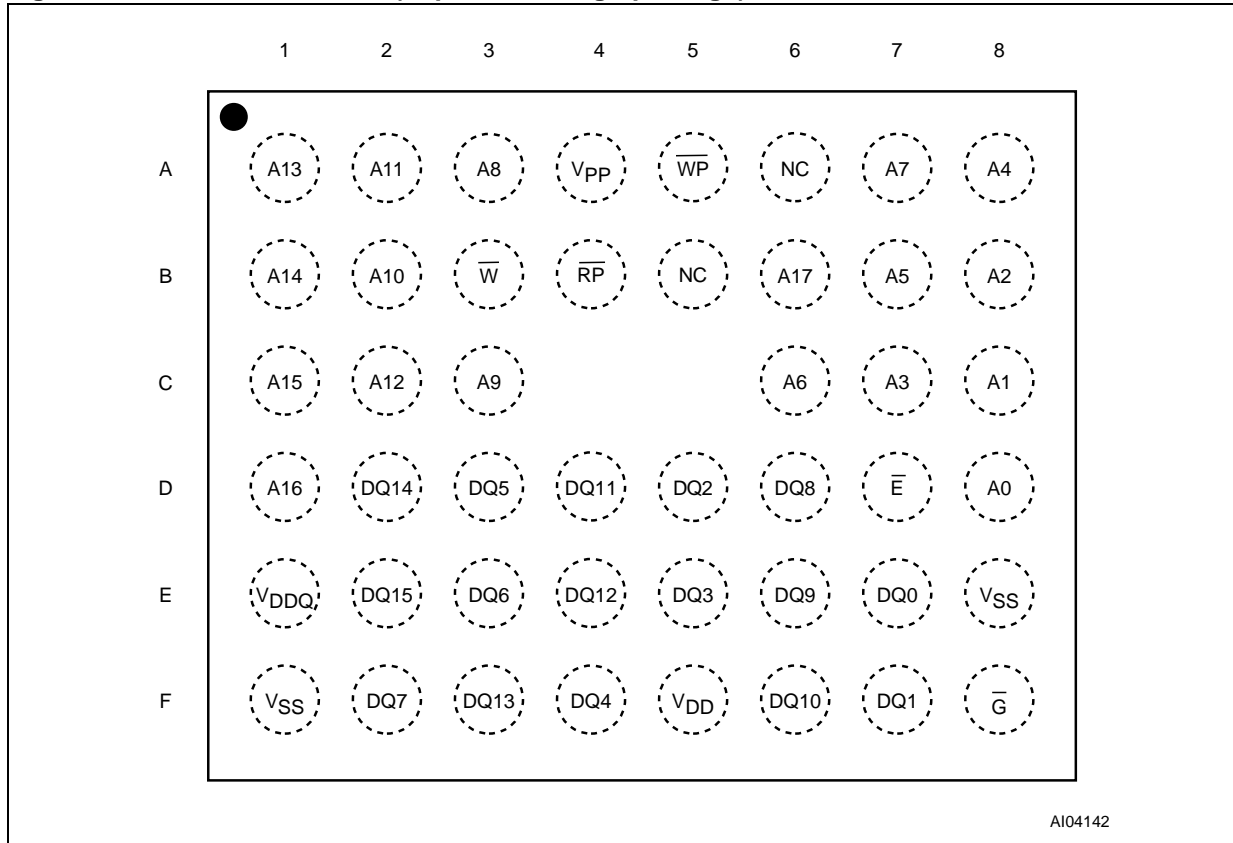 1 2 3 4 5 6 7 8
A A13 A11 A8 VPP W̅P̅ NC A7 A4
B A14 A10 W̅ R̅P̅ NC A17 A5 A2
C A15 A12 A9 A6 A3 A1
D A16 DQ14 DQ5 DQ11 DQ2 DQ8 E̅ A0
E VDDQ DQ15 DQ6 DQ12 DQ3 DQ9 DQ0 VSS
F VSS DQ7 DQ13 DQ4 VDD DQ10 DQ1 G̅
AI04142